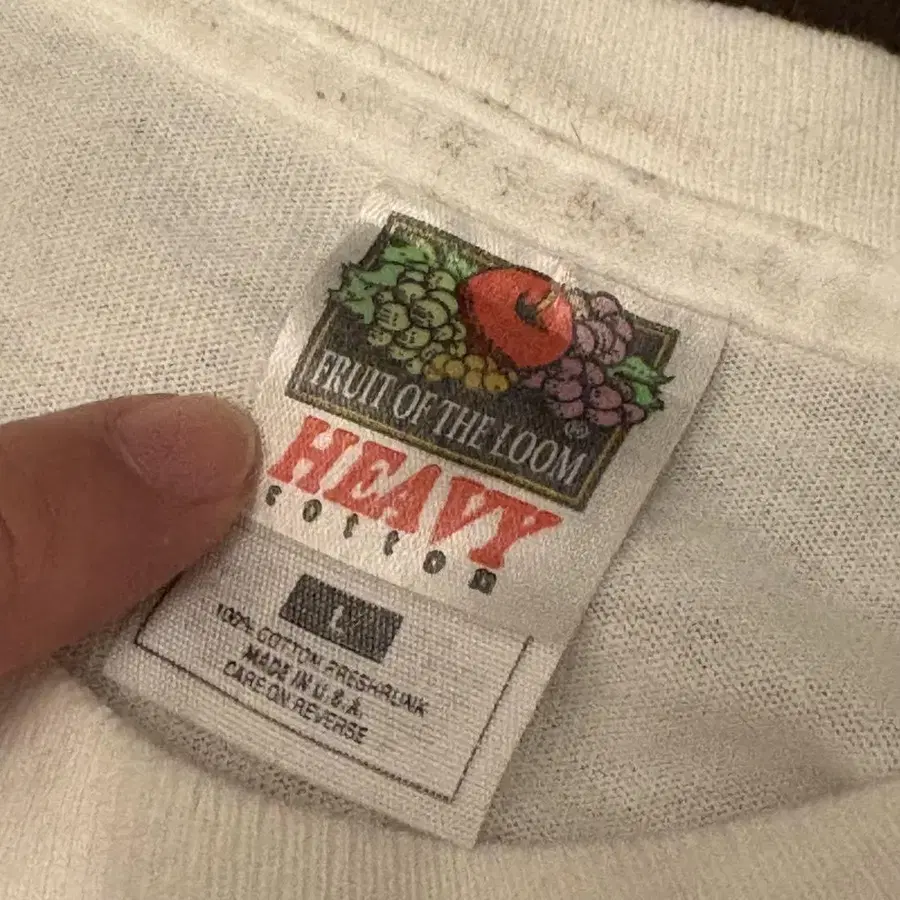 FRUIT OF THE LOOM
®
HEAVY
cotton
L
100% COTTON PRESHRUNK
MADE IN U.S.A.
CARE ON REVERSE